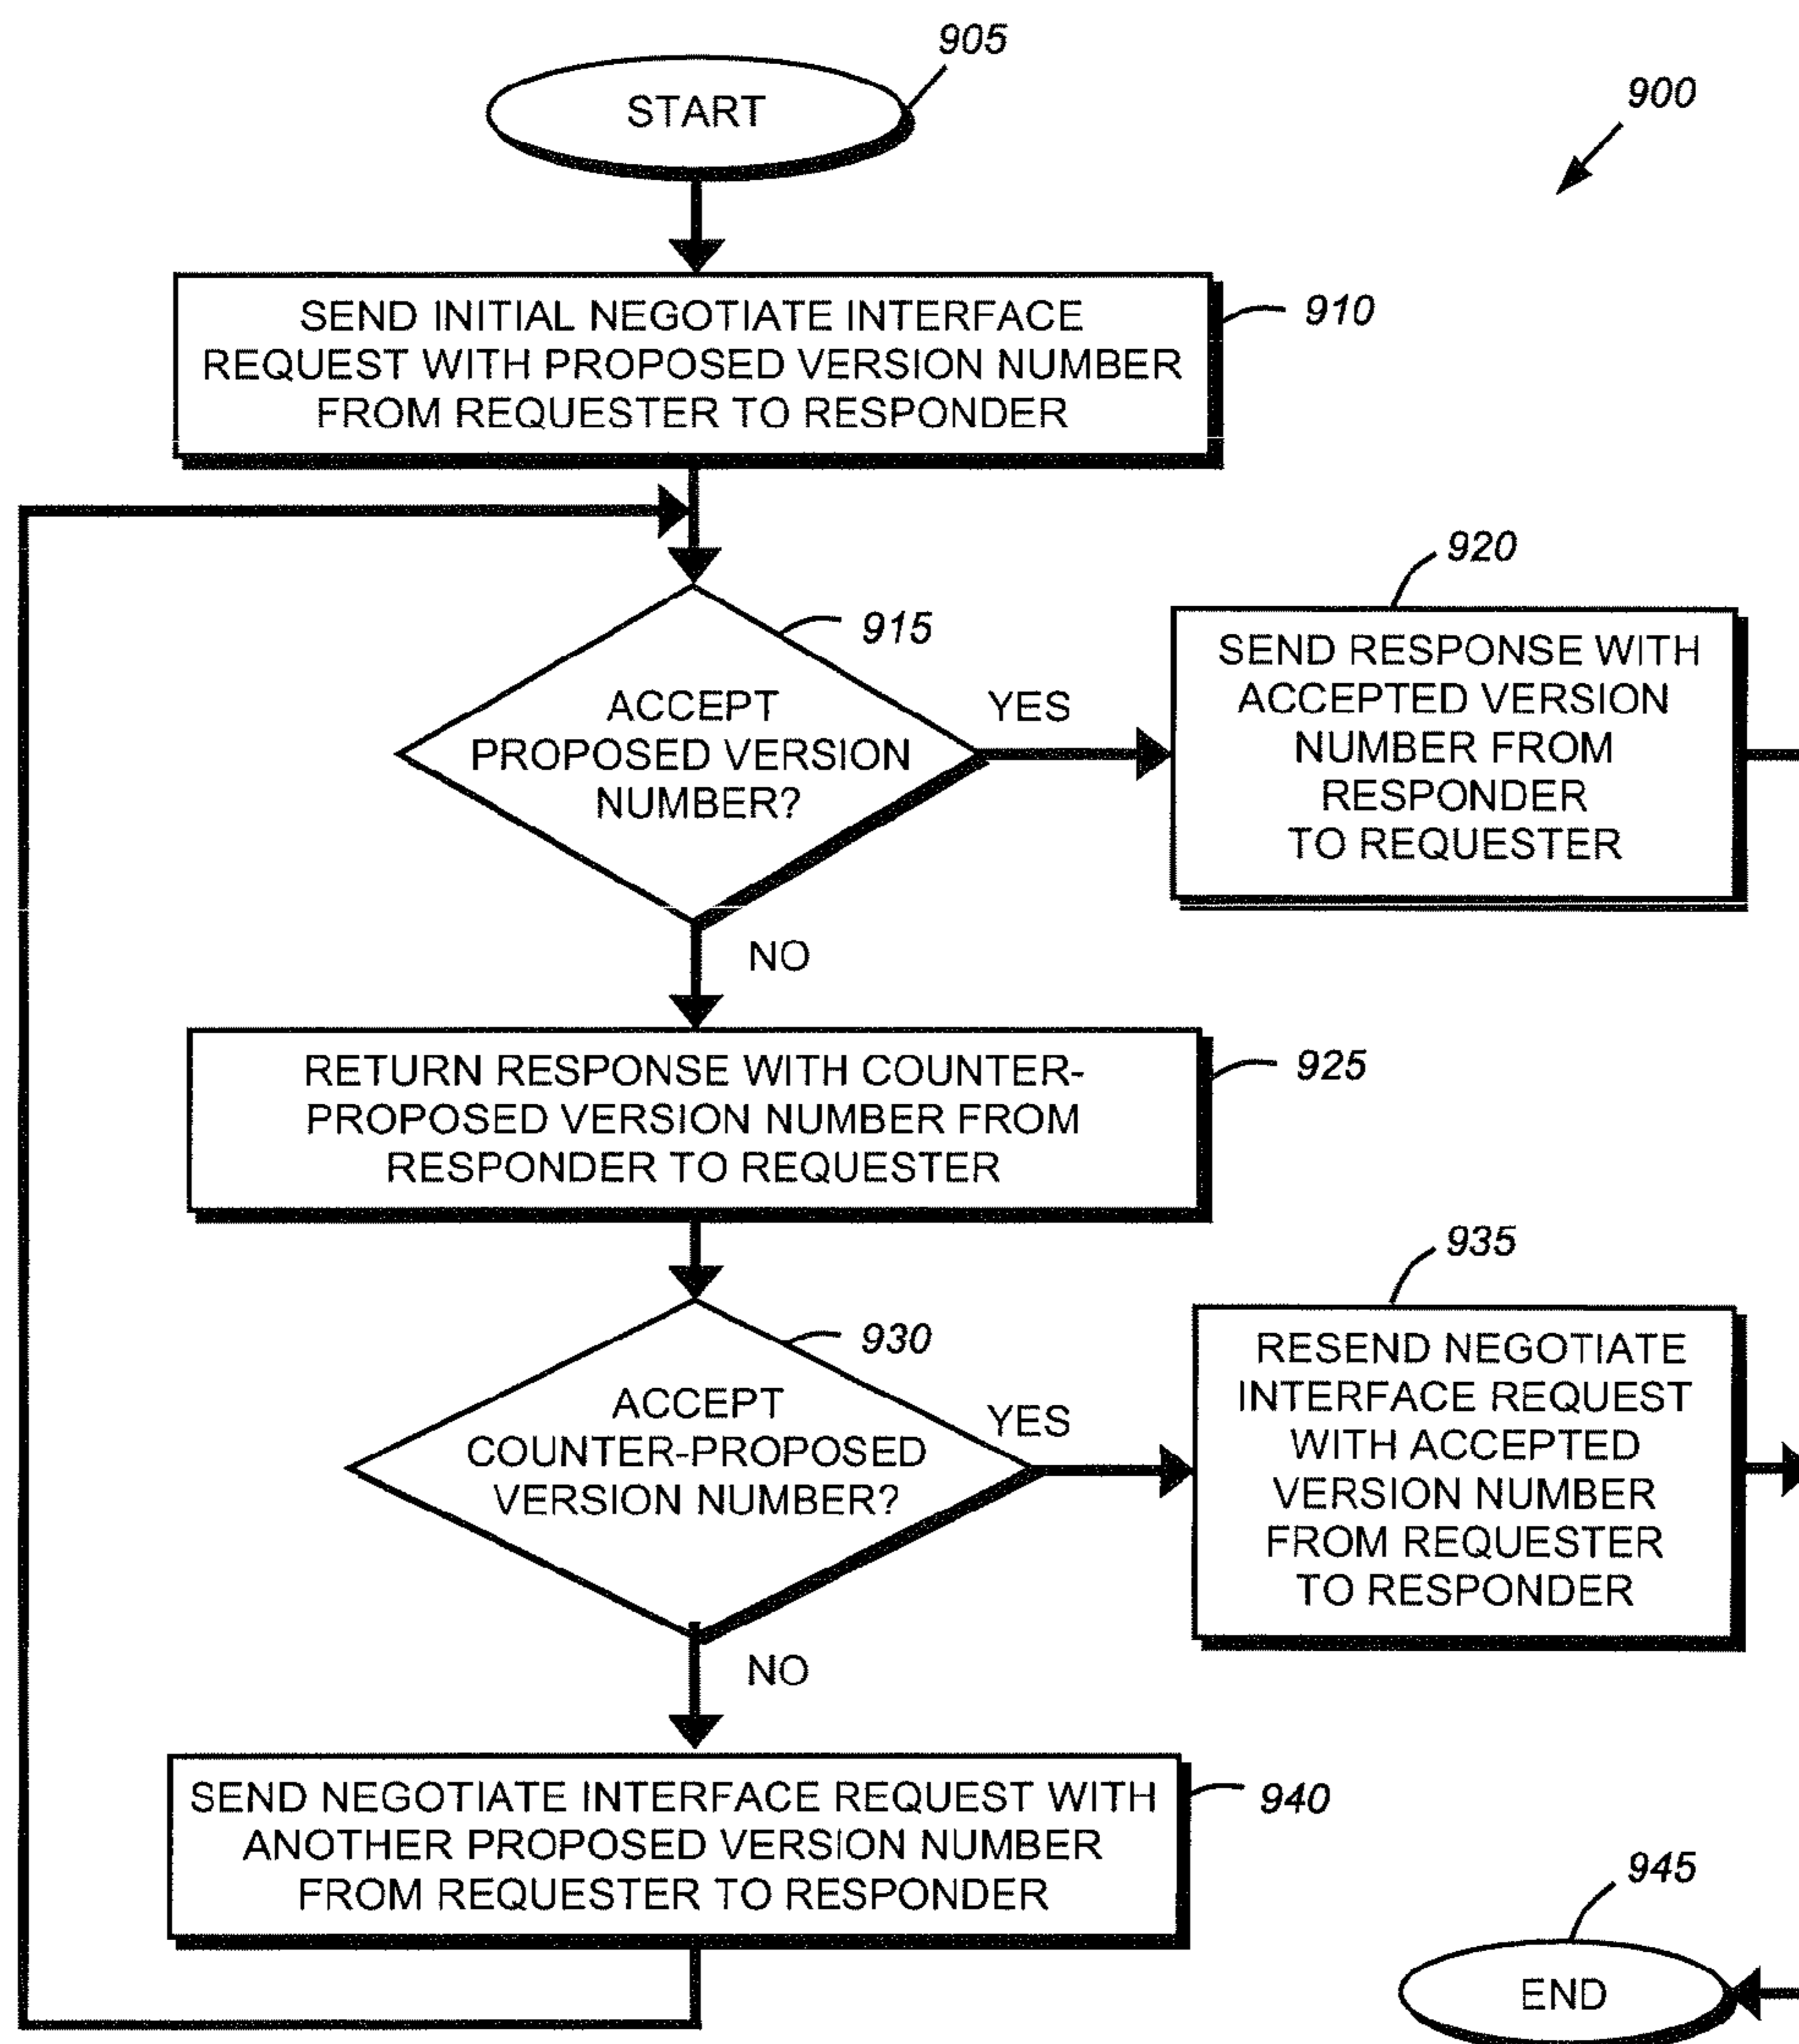 905
START
900
SEND INITIAL NEGOTIATE INTERFACE
REQUEST WITH PROPOSED VERSION NUMBER
FROM REQUESTER TO RESPONDER
910
915
ACCEPT
PROPOSED VERSION
NUMBER?
YES
NO
920
SEND RESPONSE WITH
ACCEPTED VERSION
NUMBER FROM
RESPONDER
TO REQUESTER
RETURN RESPONSE WITH COUNTER-
PROPOSED VERSION NUMBER FROM
RESPONDER TO REQUESTER
925
930
ACCEPT
COUNTER-PROPOSED
VERSION NUMBER?
YES
NO
935
RESEND NEGOTIATE
INTERFACE REQUEST
WITH ACCEPTED
VERSION NUMBER
FROM REQUESTER
TO RESPONDER
SEND NEGOTIATE INTERFACE REQUEST WITH
ANOTHER PROPOSED VERSION NUMBER
FROM REQUESTER TO RESPONDER
940
945
END